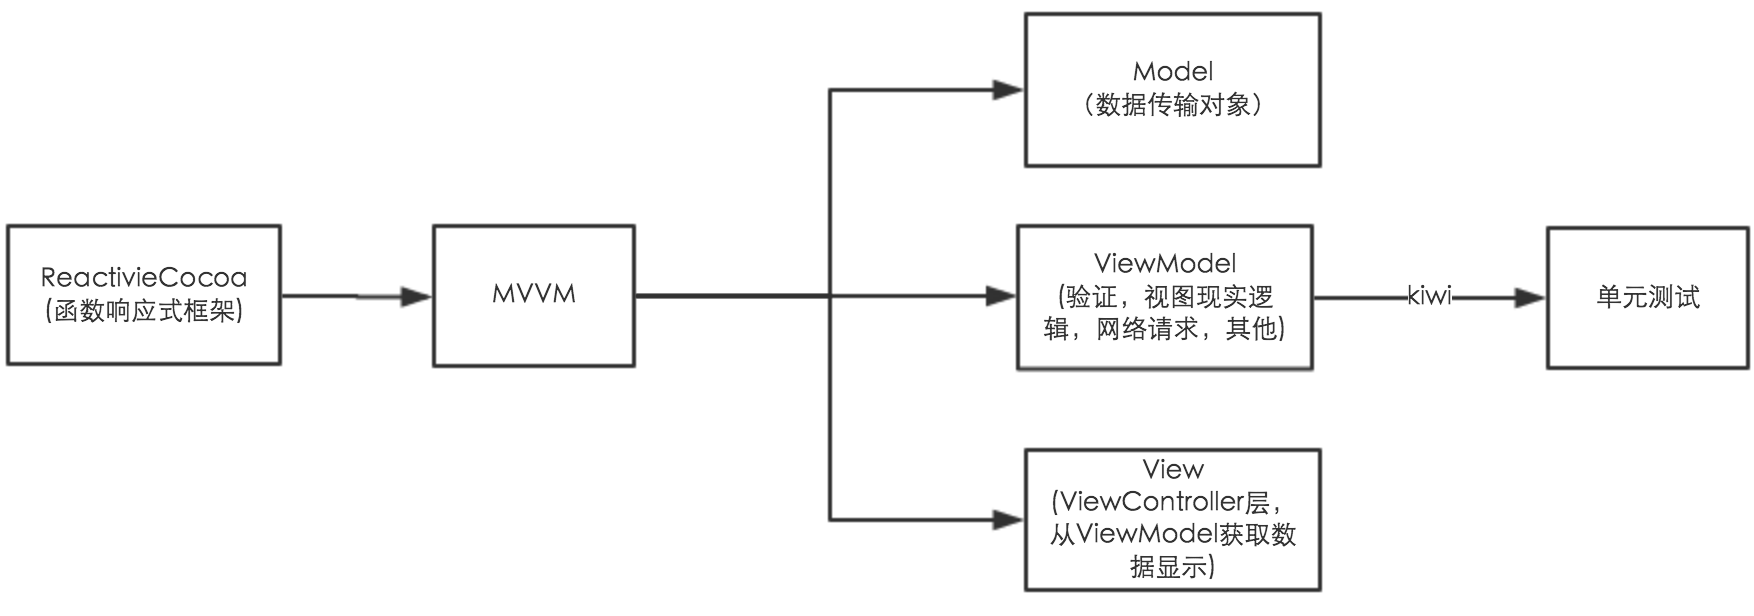 Model
（数据传输对象）
ReactivieCocoa
(函数响应式框架)
MVVM
ViewModel
(验证，视图现实逻
辑，网络请求，其他)
kiwi
单元测试
View
(ViewController层，
从ViewModel获取数
据显示)